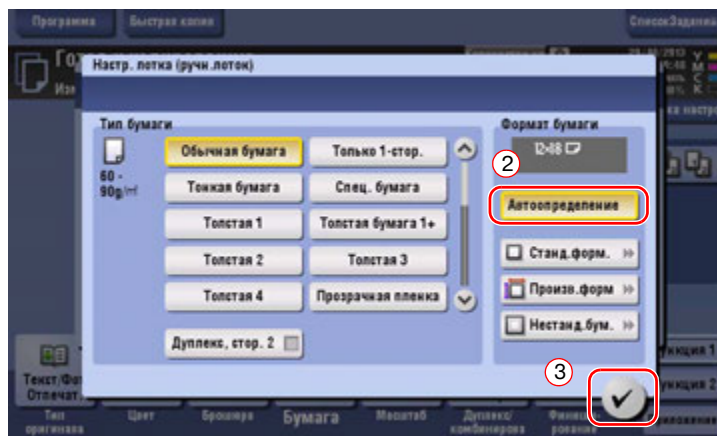 Программа
Быстрая копия
СписокЗадания
Настр. лотка (ручн.лоток)
Тип бумаги
60 -
90g/㎡
Обычная бумага
Только 1-стор.
Тонкая бумага
Спец. бумага
Толстая 1
Толстая бумага 1+
Толстая 2
Толстая 3
Толстая 4
Прозрачная пленка
Дуплекс, стор. 2
Формат бумаги
12×18
2
Автоопределение
Станд.форм.
Произв.форм
Нестанд.бум.
3
Текст/Фот
Отпечат.
Тип
оригинала
Цвет
Брошюра
Бумага
Масштаб
Дуплекс/
комбинирова